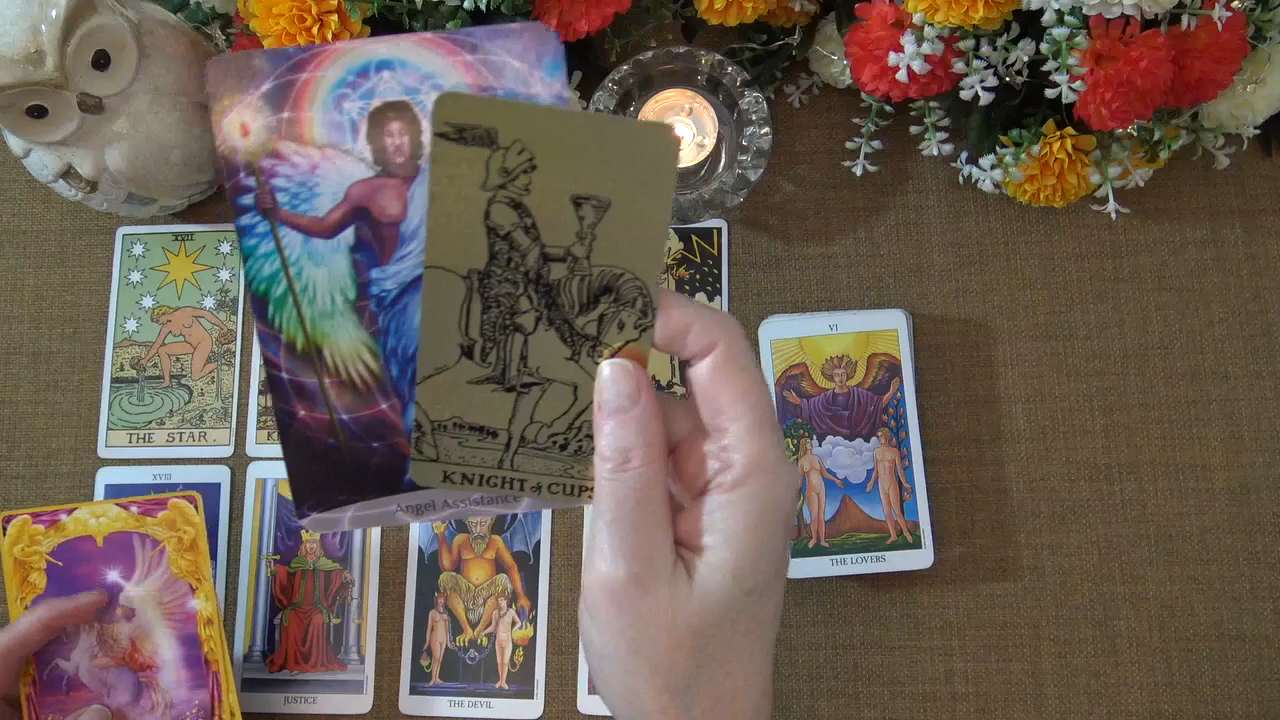 XVII
THE STAR.
KNIGHT of CUPS
Angel Assistance
VI
THE LOVERS
XVIII
JUSTICE
THE DEVIL